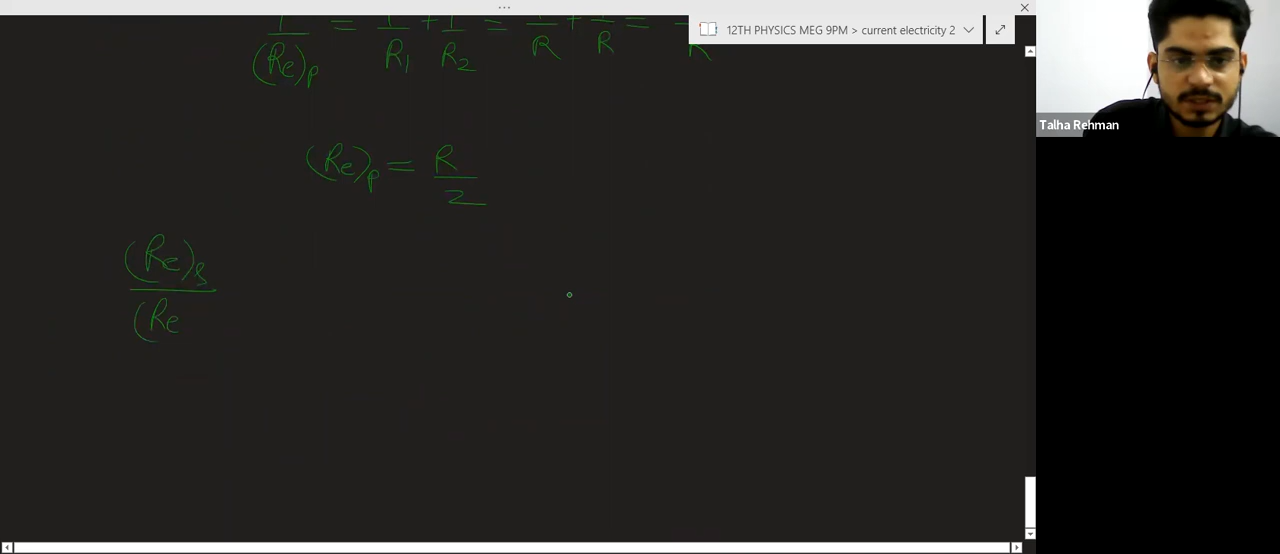 12TH PHYSICS MEG 9PM > current electricity 2
1/(Re)p = 1/R1 + 1/R2 = 1/R + 1/R = /R
(Re)p = R/2
(Re)s
(Re
Talha Rehman